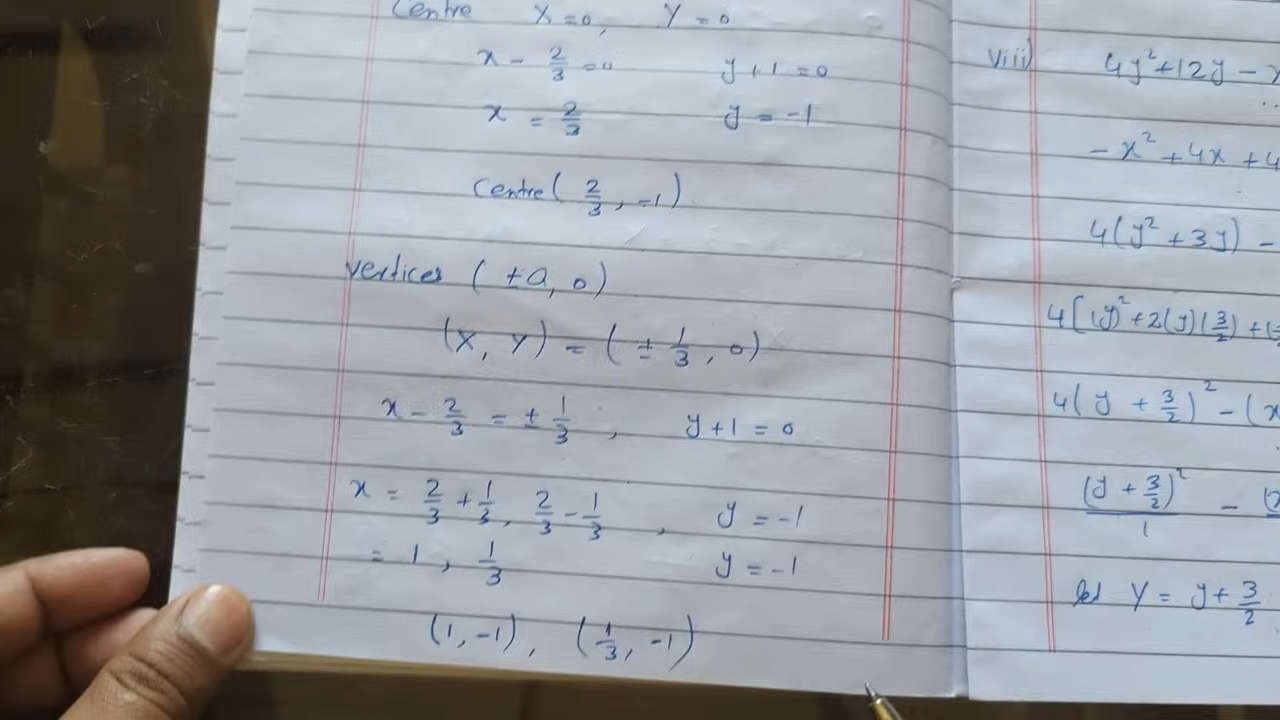 Centre X = 0, Y = 0
x - 2/3 = 0 y + 1 = 0
x = 2/3 y = -1
Centre ( 2/3, -1 )
vertices ( ±a, 0 )
(X, Y) = ( ± 1/3, 0 )
x - 2/3 = ± 1/3, y + 1 = 0
x = 2/3 + 1/3, 2/3 - 1/3, y = -1
= 1, 1/3 y = -1
(1, -1), (1/3, -1)
viii) 4y² + 12y - x
- x² + 4x + 4
4(y² + 3y) -
4[(y)² + 2(y)(3/2) + (
4( y + 3/2 )² - (x
(y + 3/2)²/1 - (x
let Y = y + 3/2